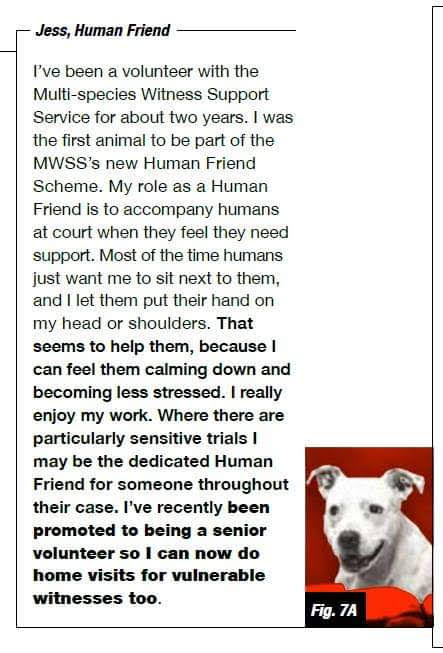 Jess, Human Friend
I've been a volunteer with the
Multi-species Witness Support
Service for about two years. I was
the first animal to be part of the
MWSS's new Human Friend
Scheme. My role as a Human
Friend is to accompany humans
at court when they feel they need
support. Most of the time humans
just want me to sit next to them,
and I let them put their hand on
my head or shoulders. That
seems to help them, because I
can feel them calming down and
becoming less stressed. I really
enjoy my work. Where there are
particularly sensitive trials I
may be the dedicated Human
Friend for someone throughout
their case. I've recently been
promoted to being a senior
volunteer so I can now do
home visits for vulnerable
witnesses too.
Fig. 7A